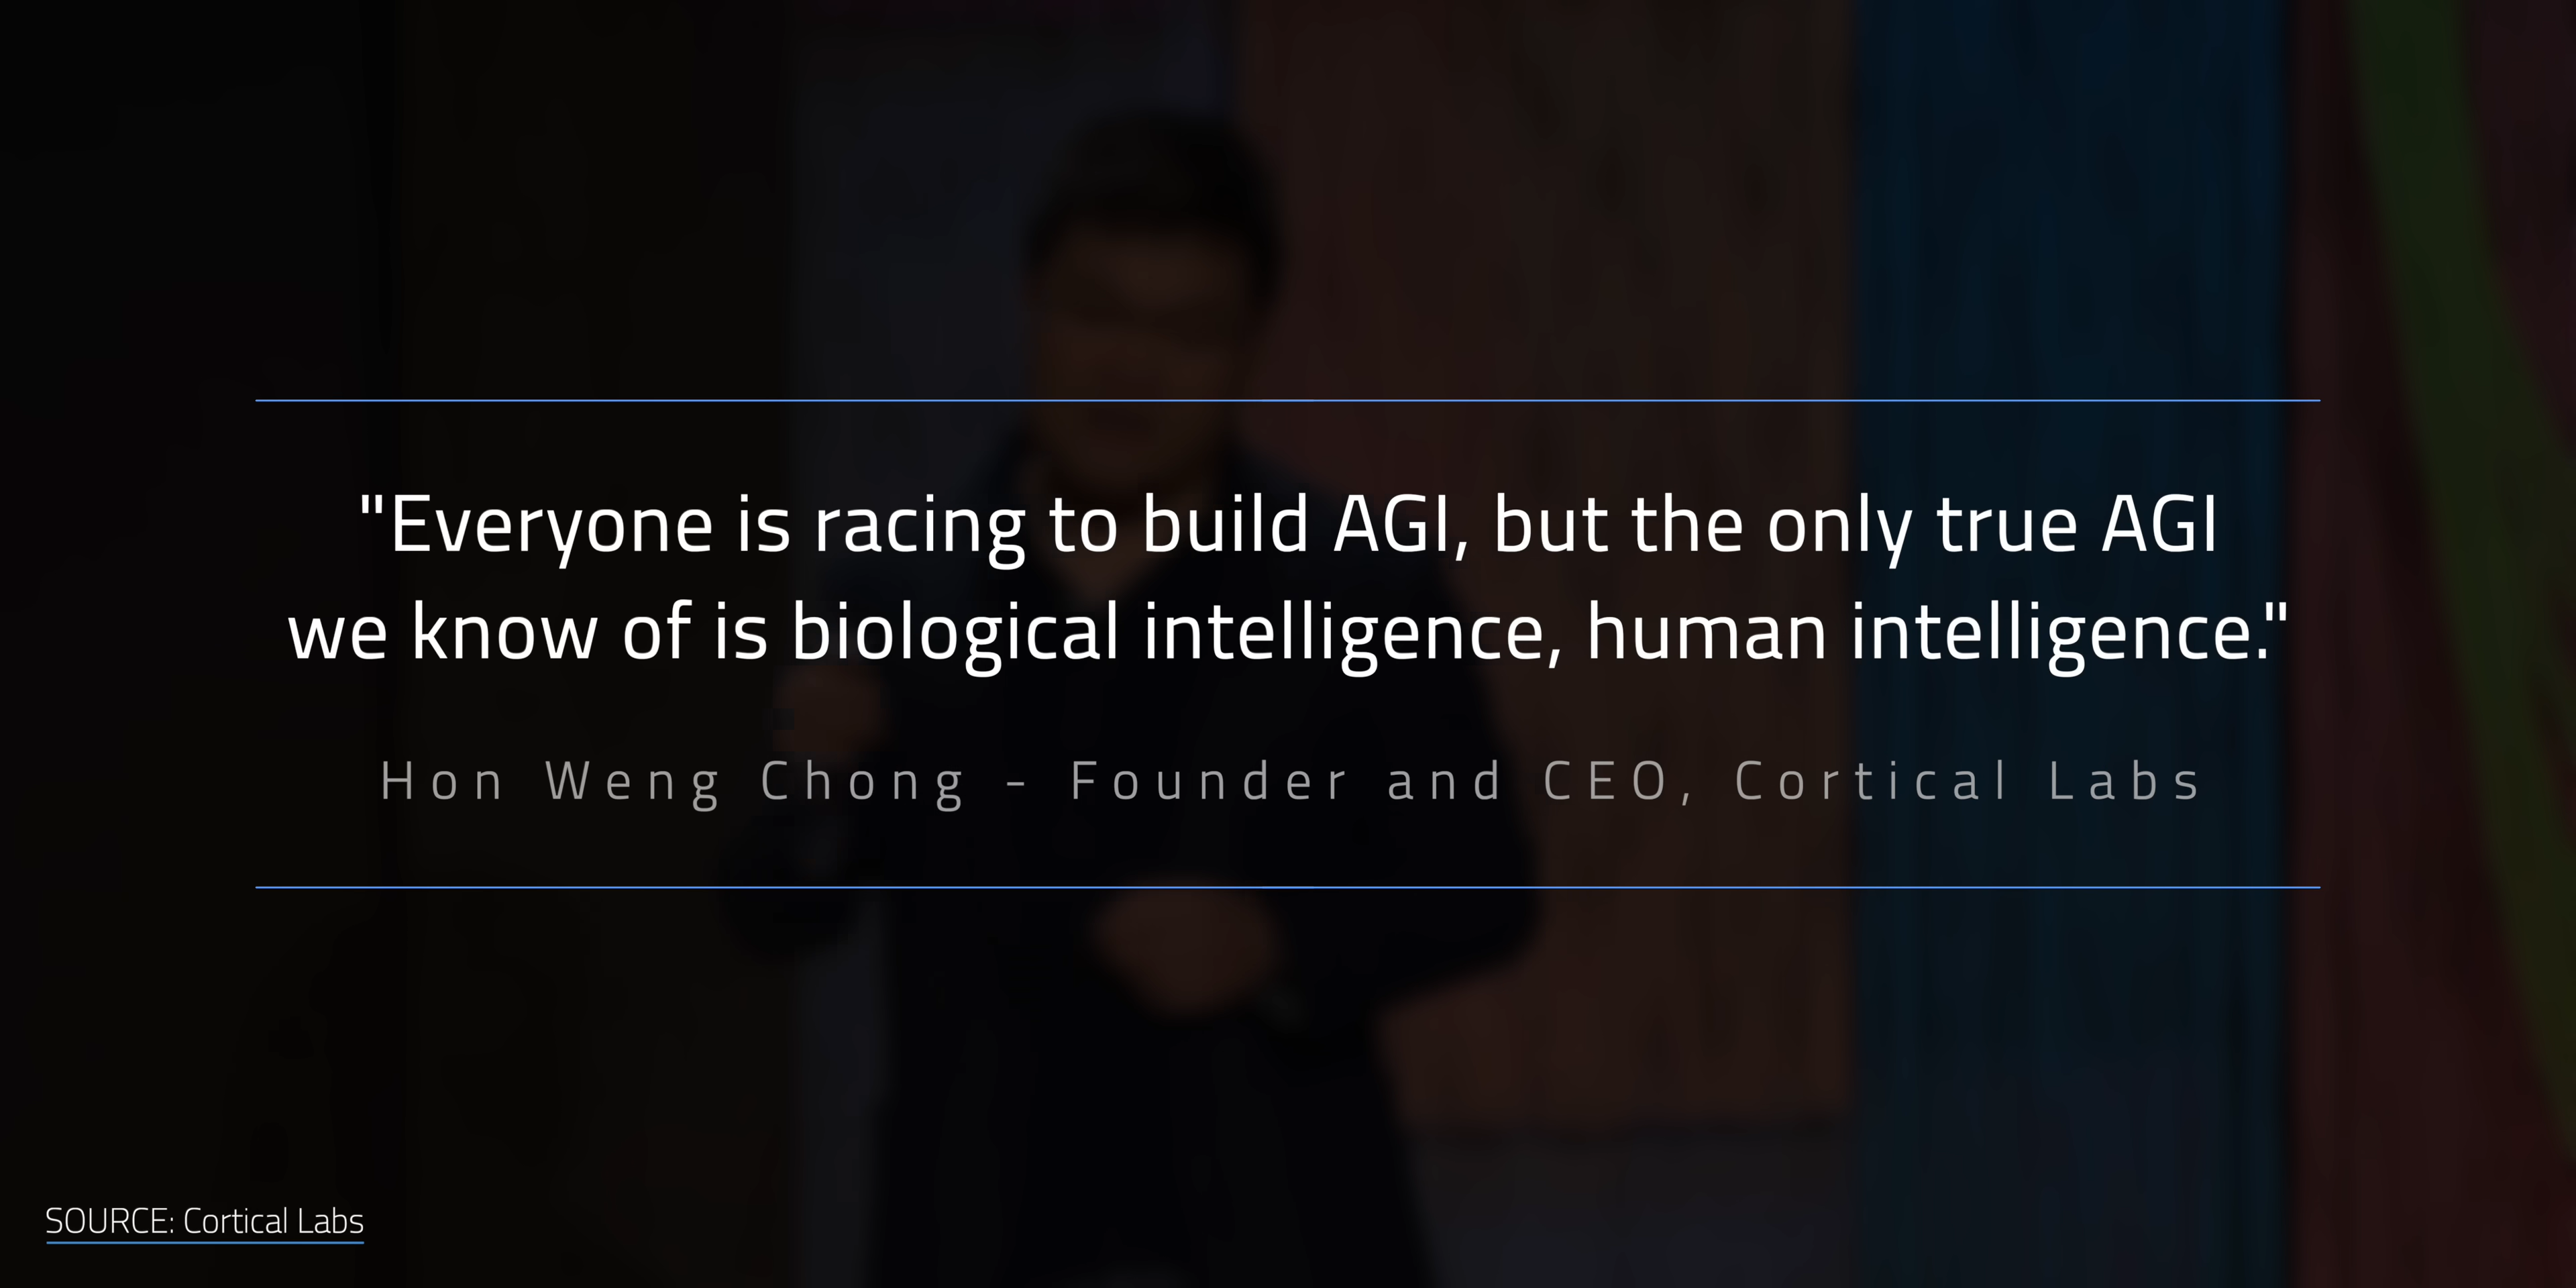 "Everyone is racing to build AGI, but the only true AGI
we know of is biological intelligence, human intelligence."
Hon Weng Chong - Founder and CEO, Cortical Labs
SOURCE: Cortical Labs